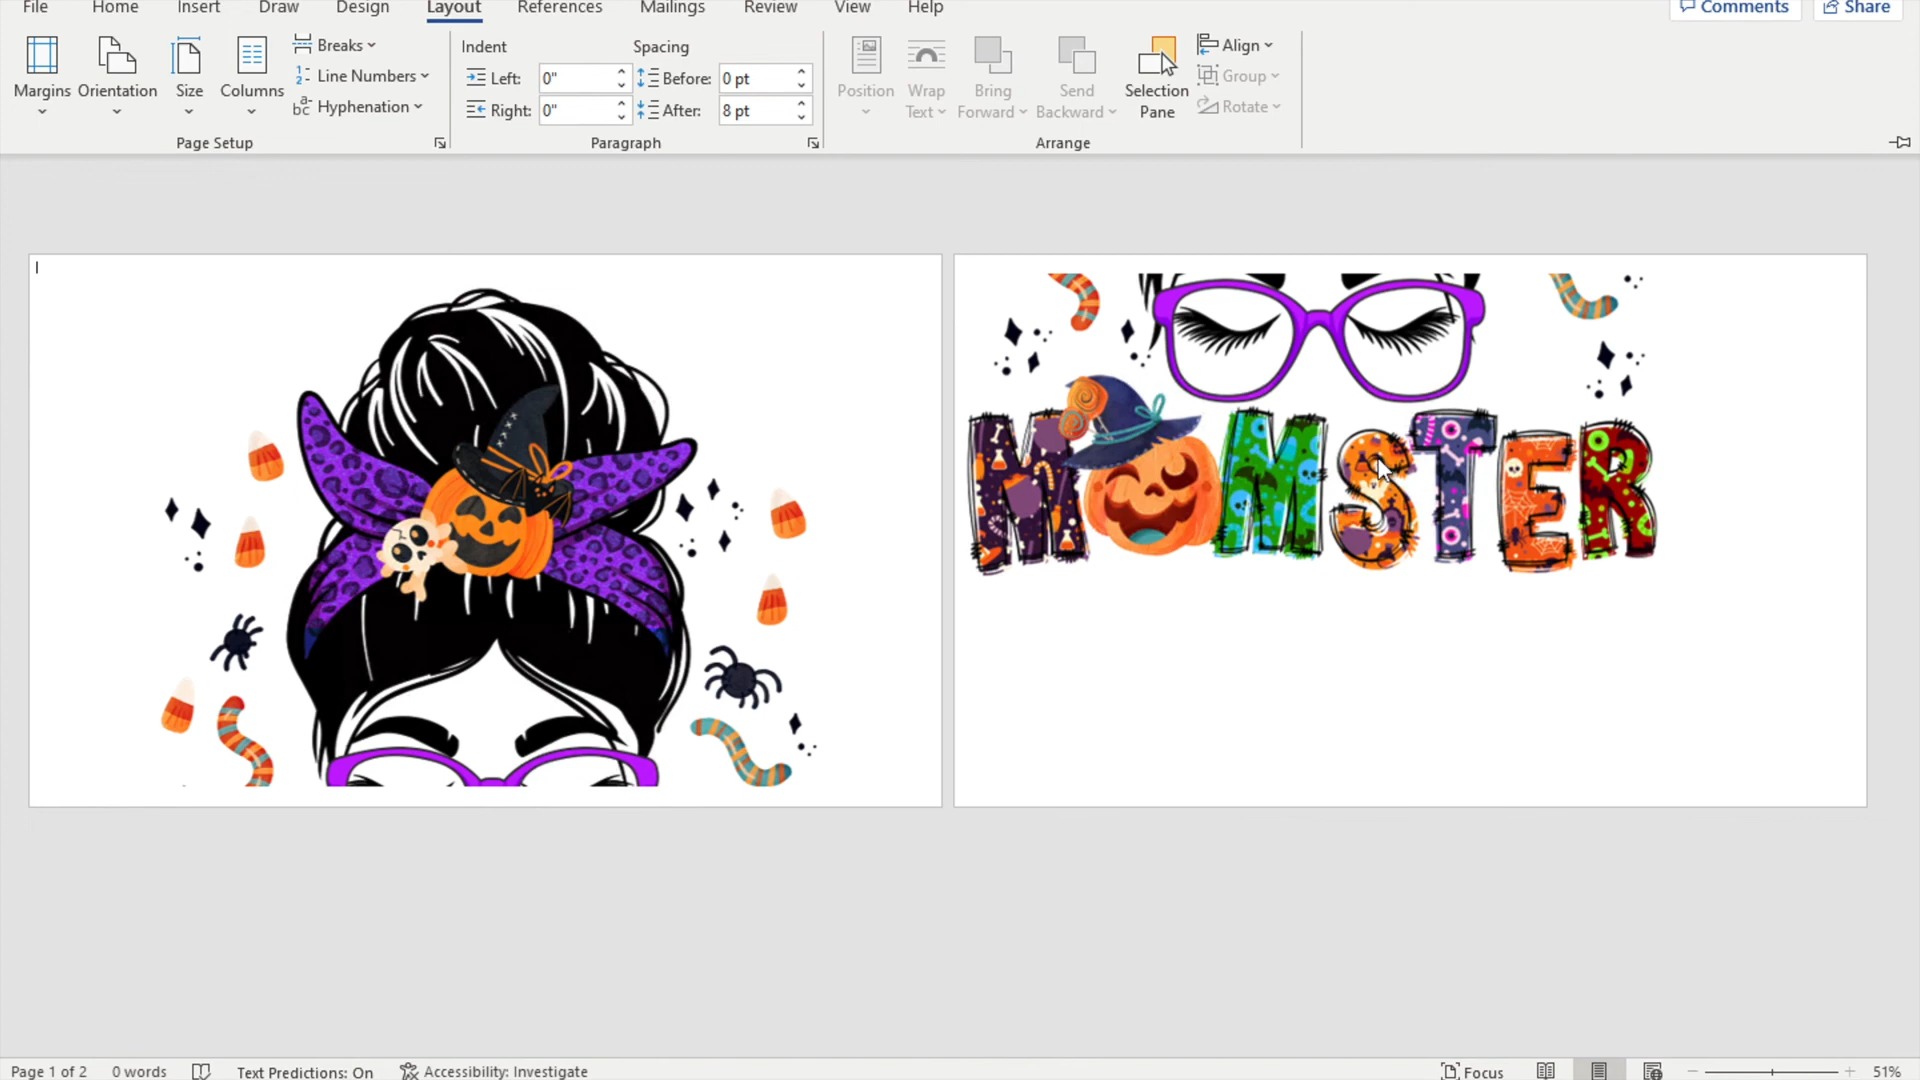 File Home Insert Draw Design Layout References Mailings Review View Help Comments Share
Margins
Orientation
Size
Columns
Breaks
Line Numbers
Hyphenation
Page Setup
Indent
Left: 0"
Right: 0"
Spacing
Before: 0 pt
After: 8 pt
Paragraph
Position
Wrap
Text
Bring
Forward
Send
Backward
Selection
Pane
Align
Group
Rotate
Arrange
MOMSTER
Page 1 of 2 0 words Text Predictions: On Accessibility: Investigate Focus 51%